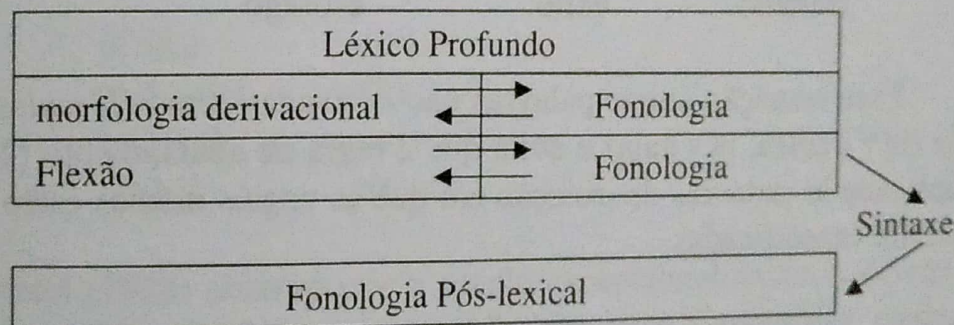 Léxico Profundo
morfologia derivacional Fonologia
Flexão Fonologia
Sintaxe
Fonologia Pós-lexical